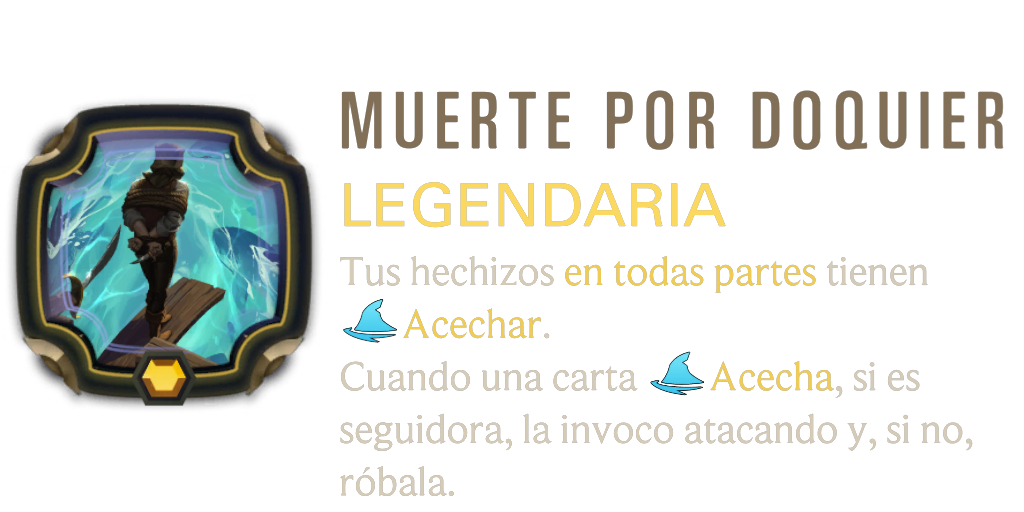 MUERTE POR DOQUIER
LEGENDARIA
Tus hechizos en todas partes tienen
Acechar.
Cuando una carta Acecha, si es
seguidora, la invoco atacando y, si no,
róbala.